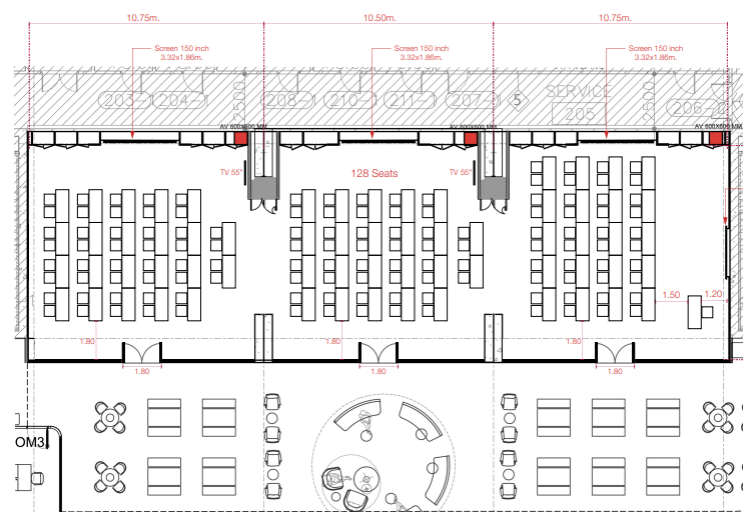 10.75m.
10.50m.
10.75m.
Screen 150 inch
3.32x1.86m.
Screen 150 inch
3.32x1.86m.
Screen 150 inch
3.32x1.86m.
203
204
208
210
211
207
5
SERVICE
205
2500
206
AV 600X600 MM
AV 600X600 MM
AV 600X600 MM
TV 55"
128 Seats
TV 55"
1.50
1.20
1.80
1.80
1.80
1.80
1.80
1.80
OM3